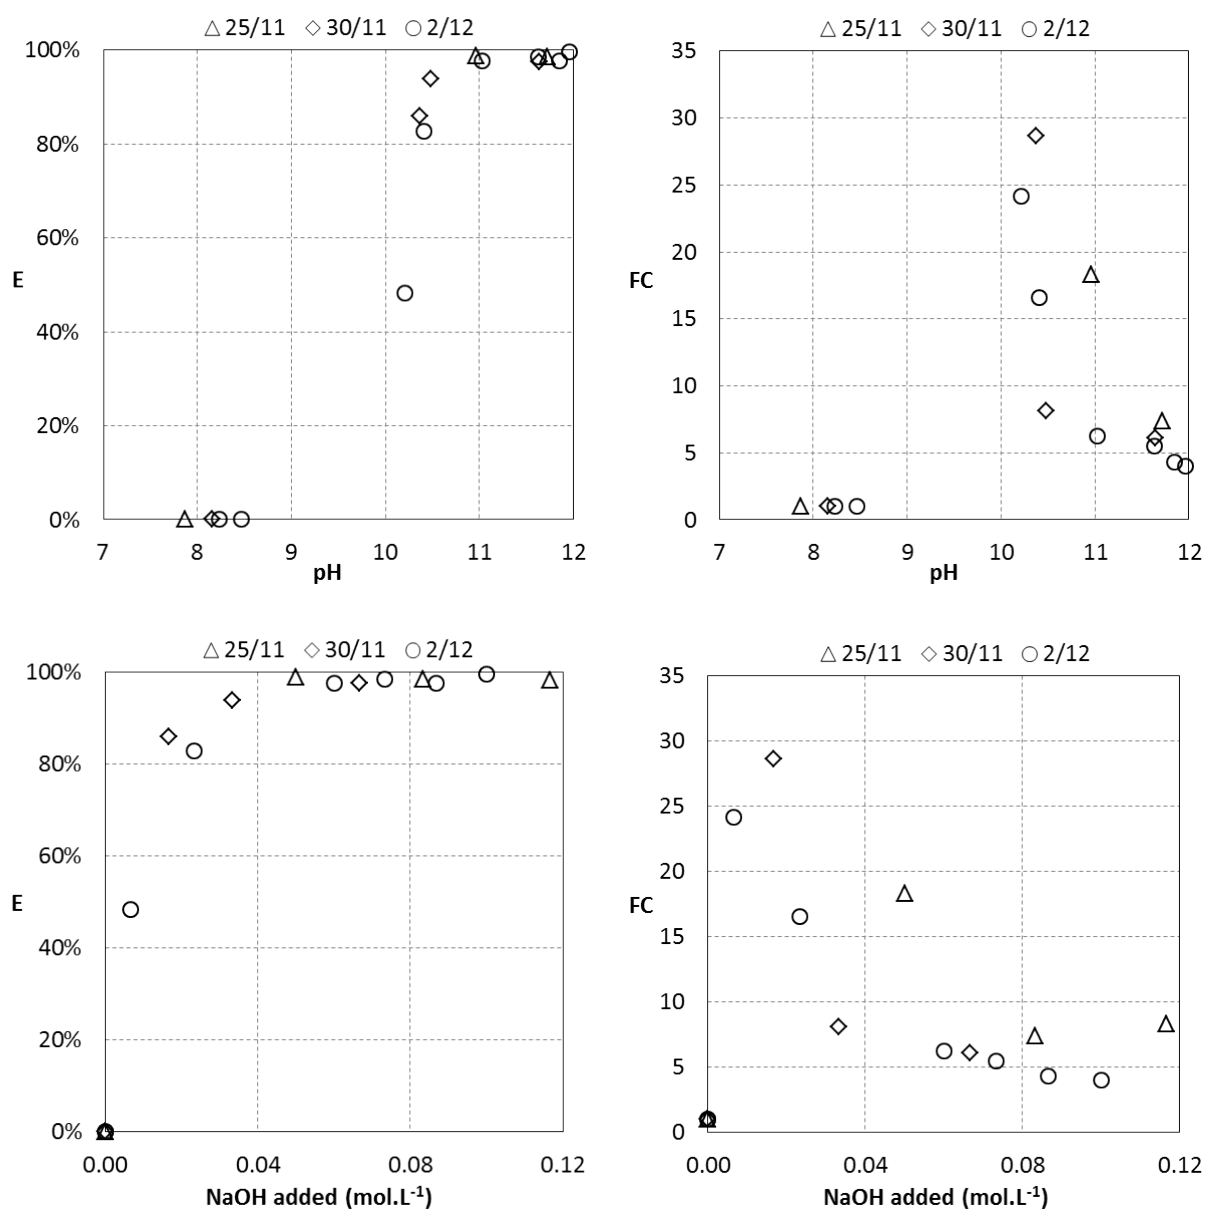 △ 25/11 ◇ 30/11 ○ 2/12
100%
80%
60%
E
40%
20%
0%
7 8 9 10 11 12
pH
△ 25/11 ◇ 30/11 ○ 2/12
35
30
25
20
FC
15
10
5
0
7 8 9 10 11 12
pH
△ 25/11 ◇ 30/11 ○ 2/12
100%
80%
60%
E
40%
20%
0%
0.00 0.04 0.08 0.12
NaOH added (mol.L⁻¹)
△ 25/11 ◇ 30/11 ○ 2/12
35
30
25
20
FC
15
10
5
0
0.00 0.04 0.08 0.12
NaOH added (mol.L⁻¹)